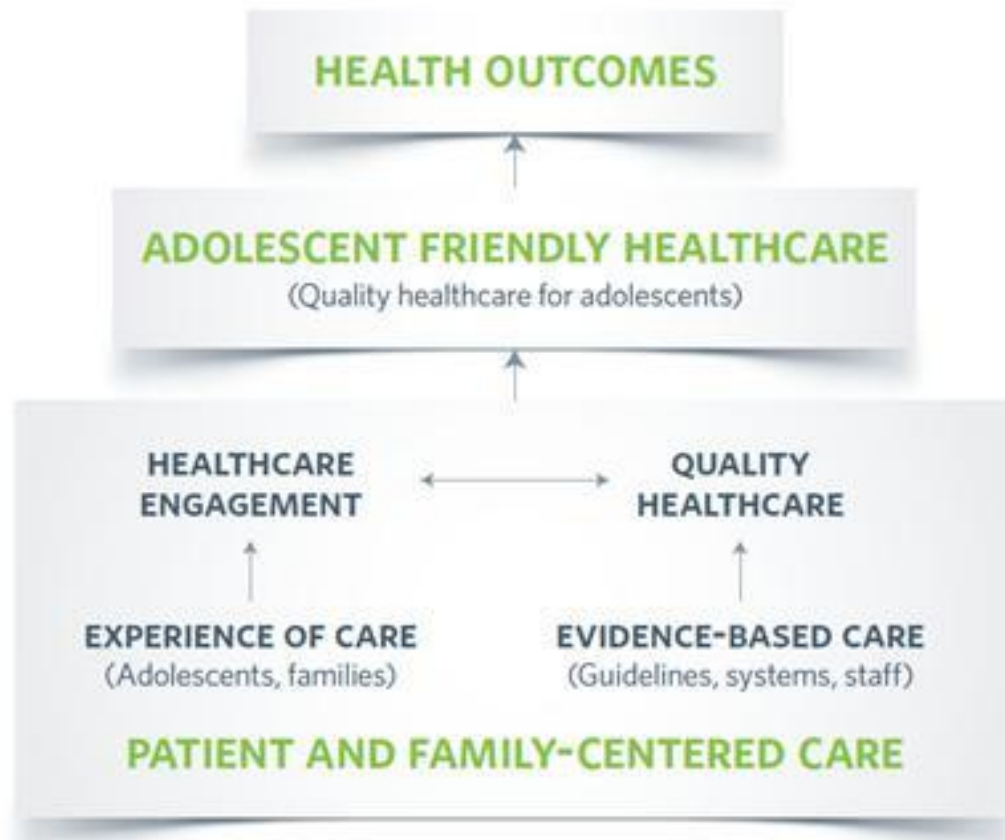 HEALTH OUTCOMES
ADOLESCENT FRIENDLY HEALTHCARE
(Quality healthcare for adolescents)
HEALTHCARE
ENGAGEMENT
QUALITY
HEALTHCARE
EXPERIENCE OF CARE
(Adolescents, families)
EVIDENCE-BASED CARE
(Guidelines, systems, staff)
PATIENT AND FAMILY-CENTERED CARE